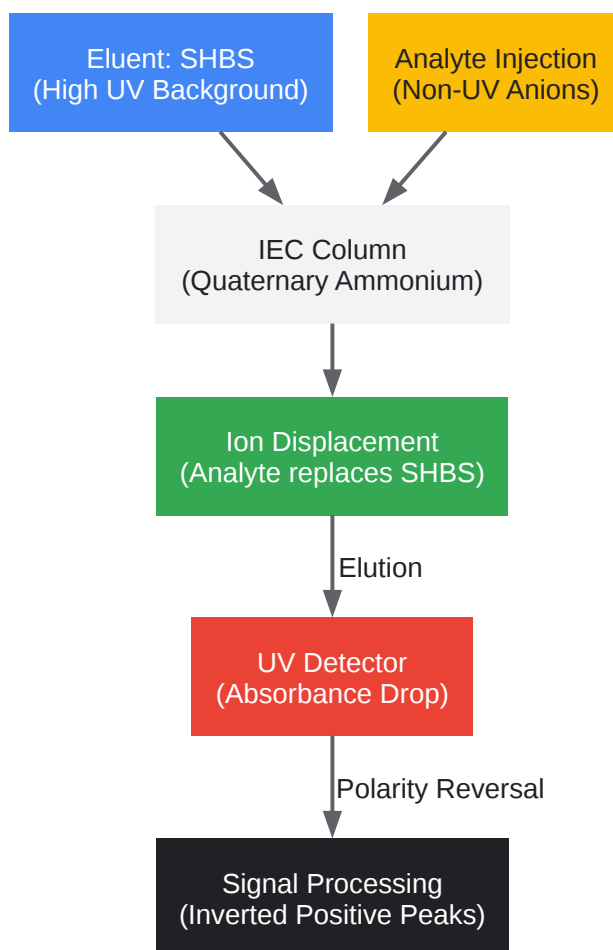 Eluent: SHBS
(High UV Background)
Analyte Injection
(Non-UV Anions)
IEC Column
(Quaternary Ammonium)
Ion Displacement
(Analyte replaces SHBS)
Elution
UV Detector
(Absorbance Drop)
Polarity Reversal
Signal Processing
(Inverted Positive Peaks)